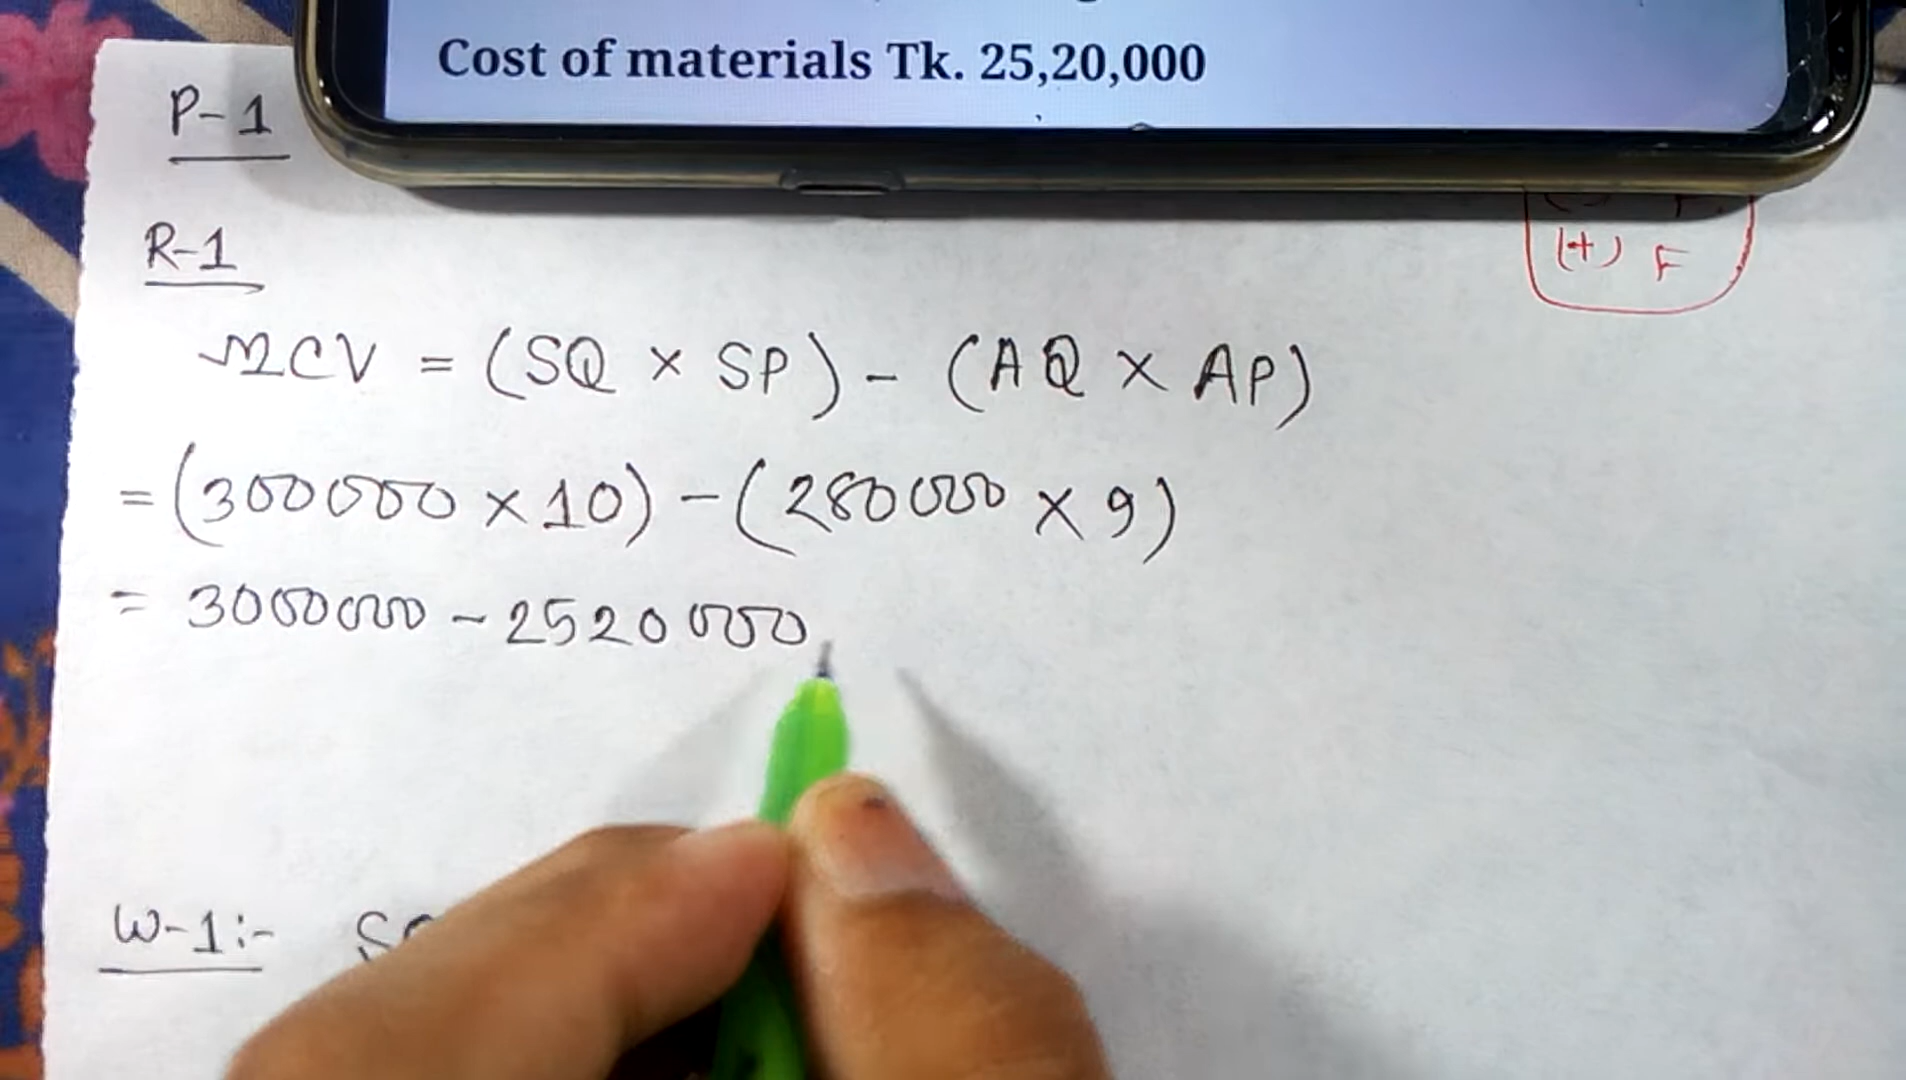 Cost of materials Tk. 25,20,000
P-1
R-1
(+) F
MCV = (SQ × SP) - (AQ × AP)
= (300000 × 10) - (280000 × 9)
= 3000000 - 2520000
W-1:-